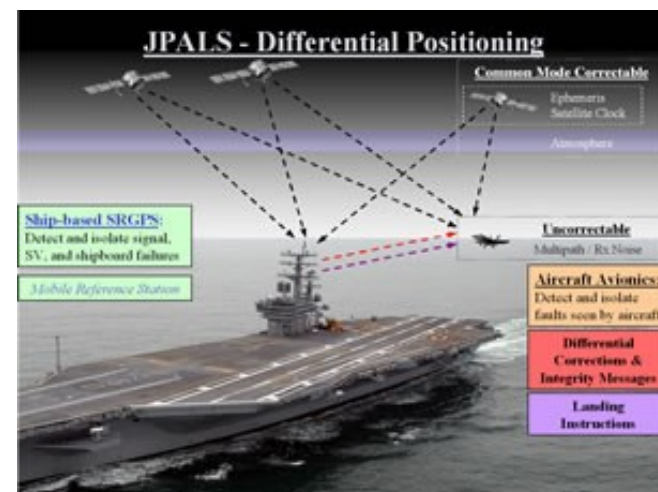 JPALS - Differential Positioning
Common Mode Correctable
Ephemeris
Satellite Clock
Atmosphere
Ship-based SRGPS:
Detect and isolate signal,
SV, and shipboard failures
Mobile Reference Station
Uncorrectable
Multipath / Rx Noise
Aircraft Avionics:
Detect and isolate
faults seen by aircraft
Differential
Corrections &
Integrity Messages
Landing
Instructions